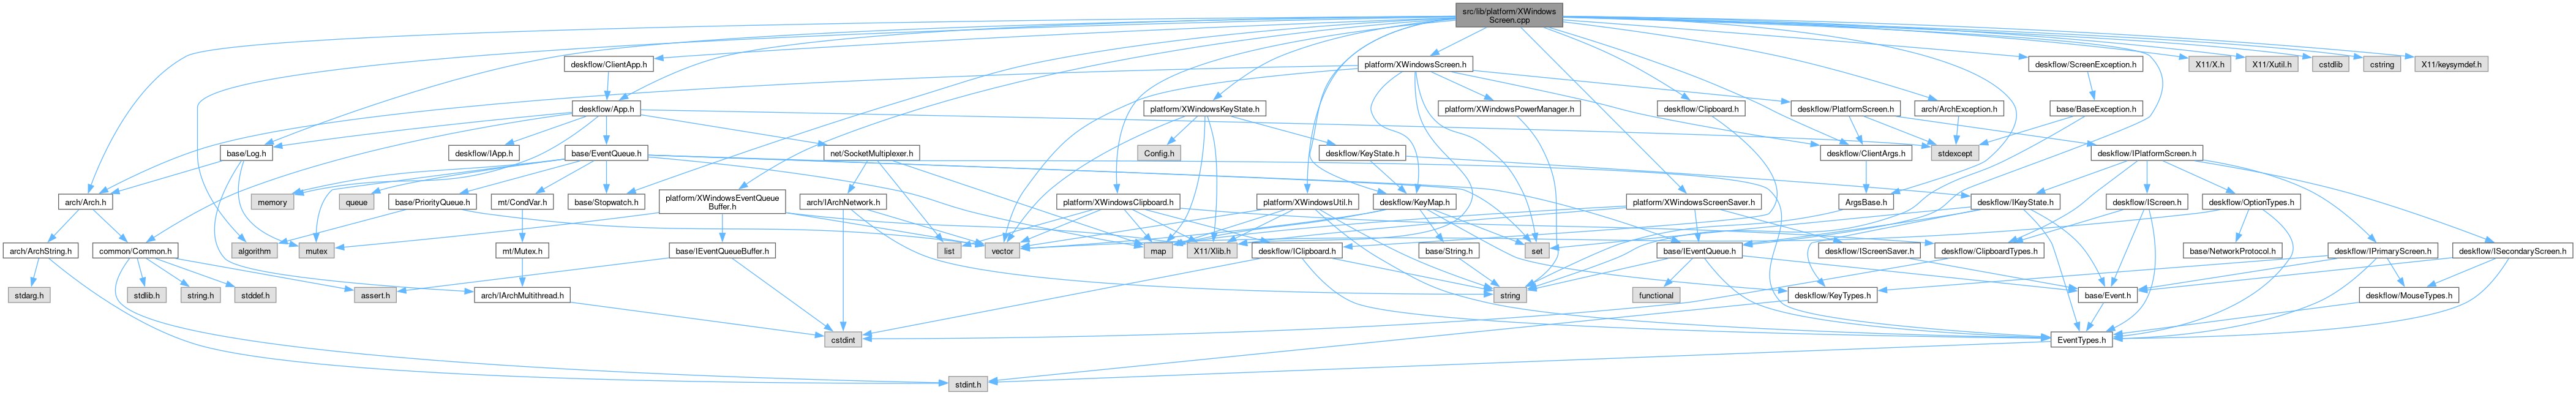 src/lib/platform/XWindows
Screen.cpp
deskflow/ClientApp.h
platform/XWindowsScreen.h
deskflow/ScreenException.h
X11/X.h
X11/Xutil.h
cstdlib
cstring
X11/keysymdef.h
deskflow/App.h
platform/XWindowsKeyState.h
platform/XWindowsPowerManager.h
deskflow/Clipboard.h
deskflow/PlatformScreen.h
arch/ArchException.h
base/BaseException.h
base/Log.h
deskflow/IApp.h
base/EventQueue.h
net/SocketMultiplexer.h
Config.h
deskflow/KeyState.h
deskflow/ClientArgs.h
stdexcept
deskflow/IPlatformScreen.h
arch/Arch.h
memory
queue
base/PriorityQueue.h
mt/CondVar.h
base/Stopwatch.h
platform/XWindowsEventQueue
Buffer.h
arch/IArchNetwork.h
platform/XWindowsClipboard.h
platform/XWindowsUtil.h
deskflow/KeyMap.h
platform/XWindowsScreenSaver.h
ArgsBase.h
deskflow/IKeyState.h
deskflow/IScreen.h
deskflow/OptionTypes.h
arch/ArchString.h
common/Common.h
algorithm
mutex
mt/Mutex.h
base/IEventQueueBuffer.h
list
vector
map
X11/Xlib.h
deskflow/IClipboard.h
base/String.h
set
base/IEventQueue.h
deskflow/IScreenSaver.h
deskflow/ClipboardTypes.h
base/NetworkProtocol.h
deskflow/IPrimaryScreen.h
deskflow/ISecondaryScreen.h
stdarg.h
stdlib.h
string.h
stddef.h
assert.h
arch/IArchMultithread.h
string
functional
deskflow/KeyTypes.h
base/Event.h
deskflow/MouseTypes.h
cstdint
EventTypes.h
stdint.h